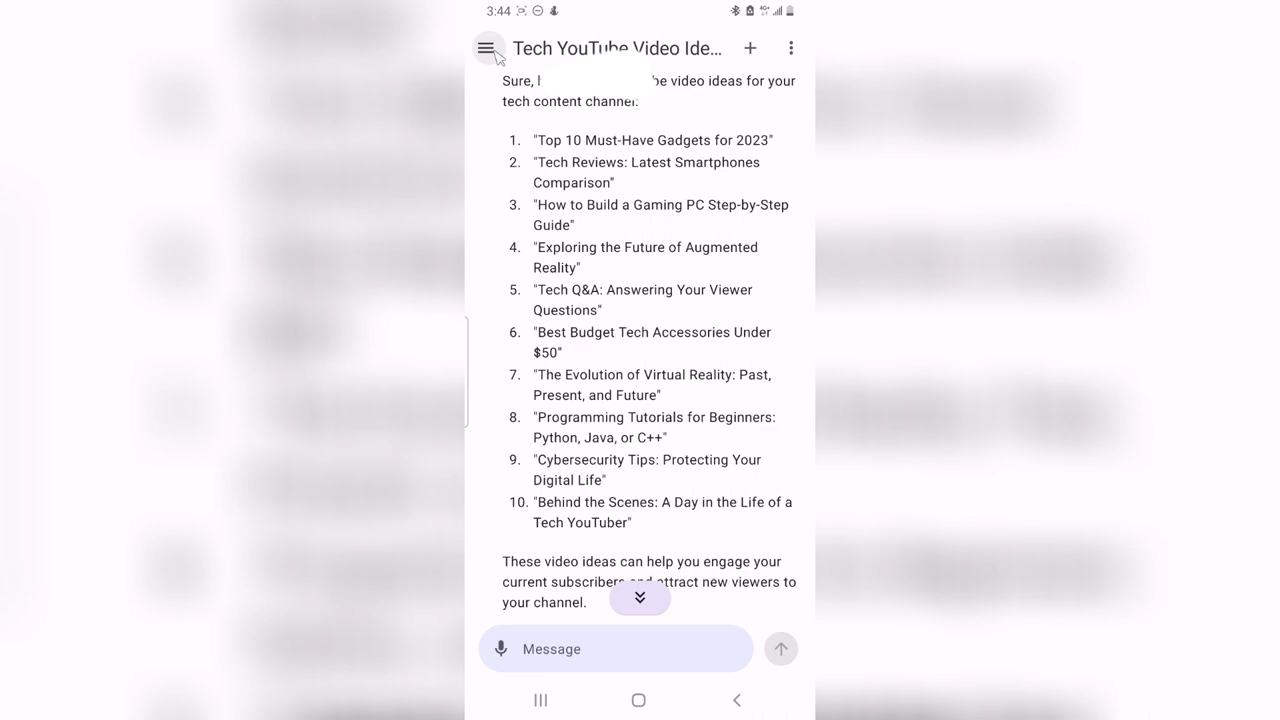 3:44
4G+
Tech YouTube Video Ide...
Sure, be video ideas for your
tech content channel:
1. "Top 10 Must-Have Gadgets for 2023"
2. "Tech Reviews: Latest Smartphones
Comparison"
3. "How to Build a Gaming PC Step-by-Step
Guide"
4. "Exploring the Future of Augmented
Reality"
5. "Tech Q&A: Answering Your Viewer
Questions"
6. "Best Budget Tech Accessories Under
$50"
7. "The Evolution of Virtual Reality: Past,
Present, and Future"
8. "Programming Tutorials for Beginners:
Python, Java, or C++"
9. "Cybersecurity Tips: Protecting Your
Digital Life"
10. "Behind the Scenes: A Day in the Life of a
Tech YouTuber"
These video ideas can help you engage your
current subscribers and attract new viewers to
your channel.
Message